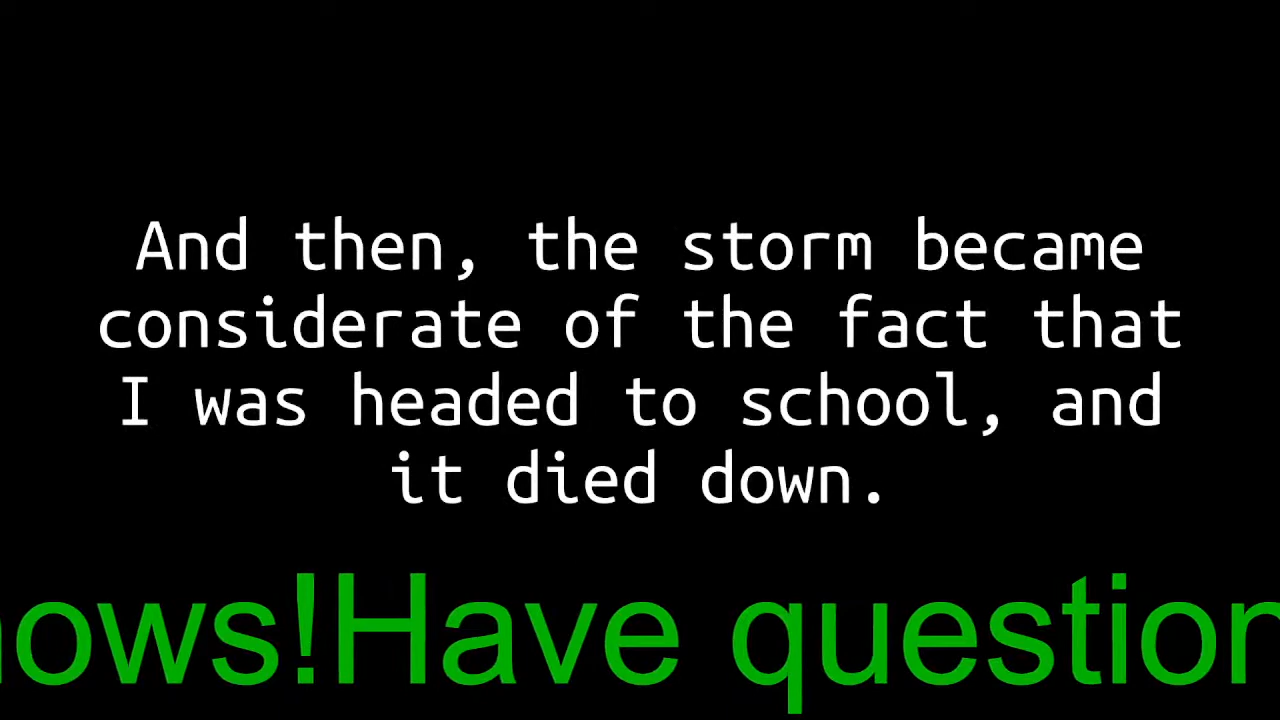 And then, the storm became
considerate of the fact that
I was headed to school, and
it died down.
ows!Have question